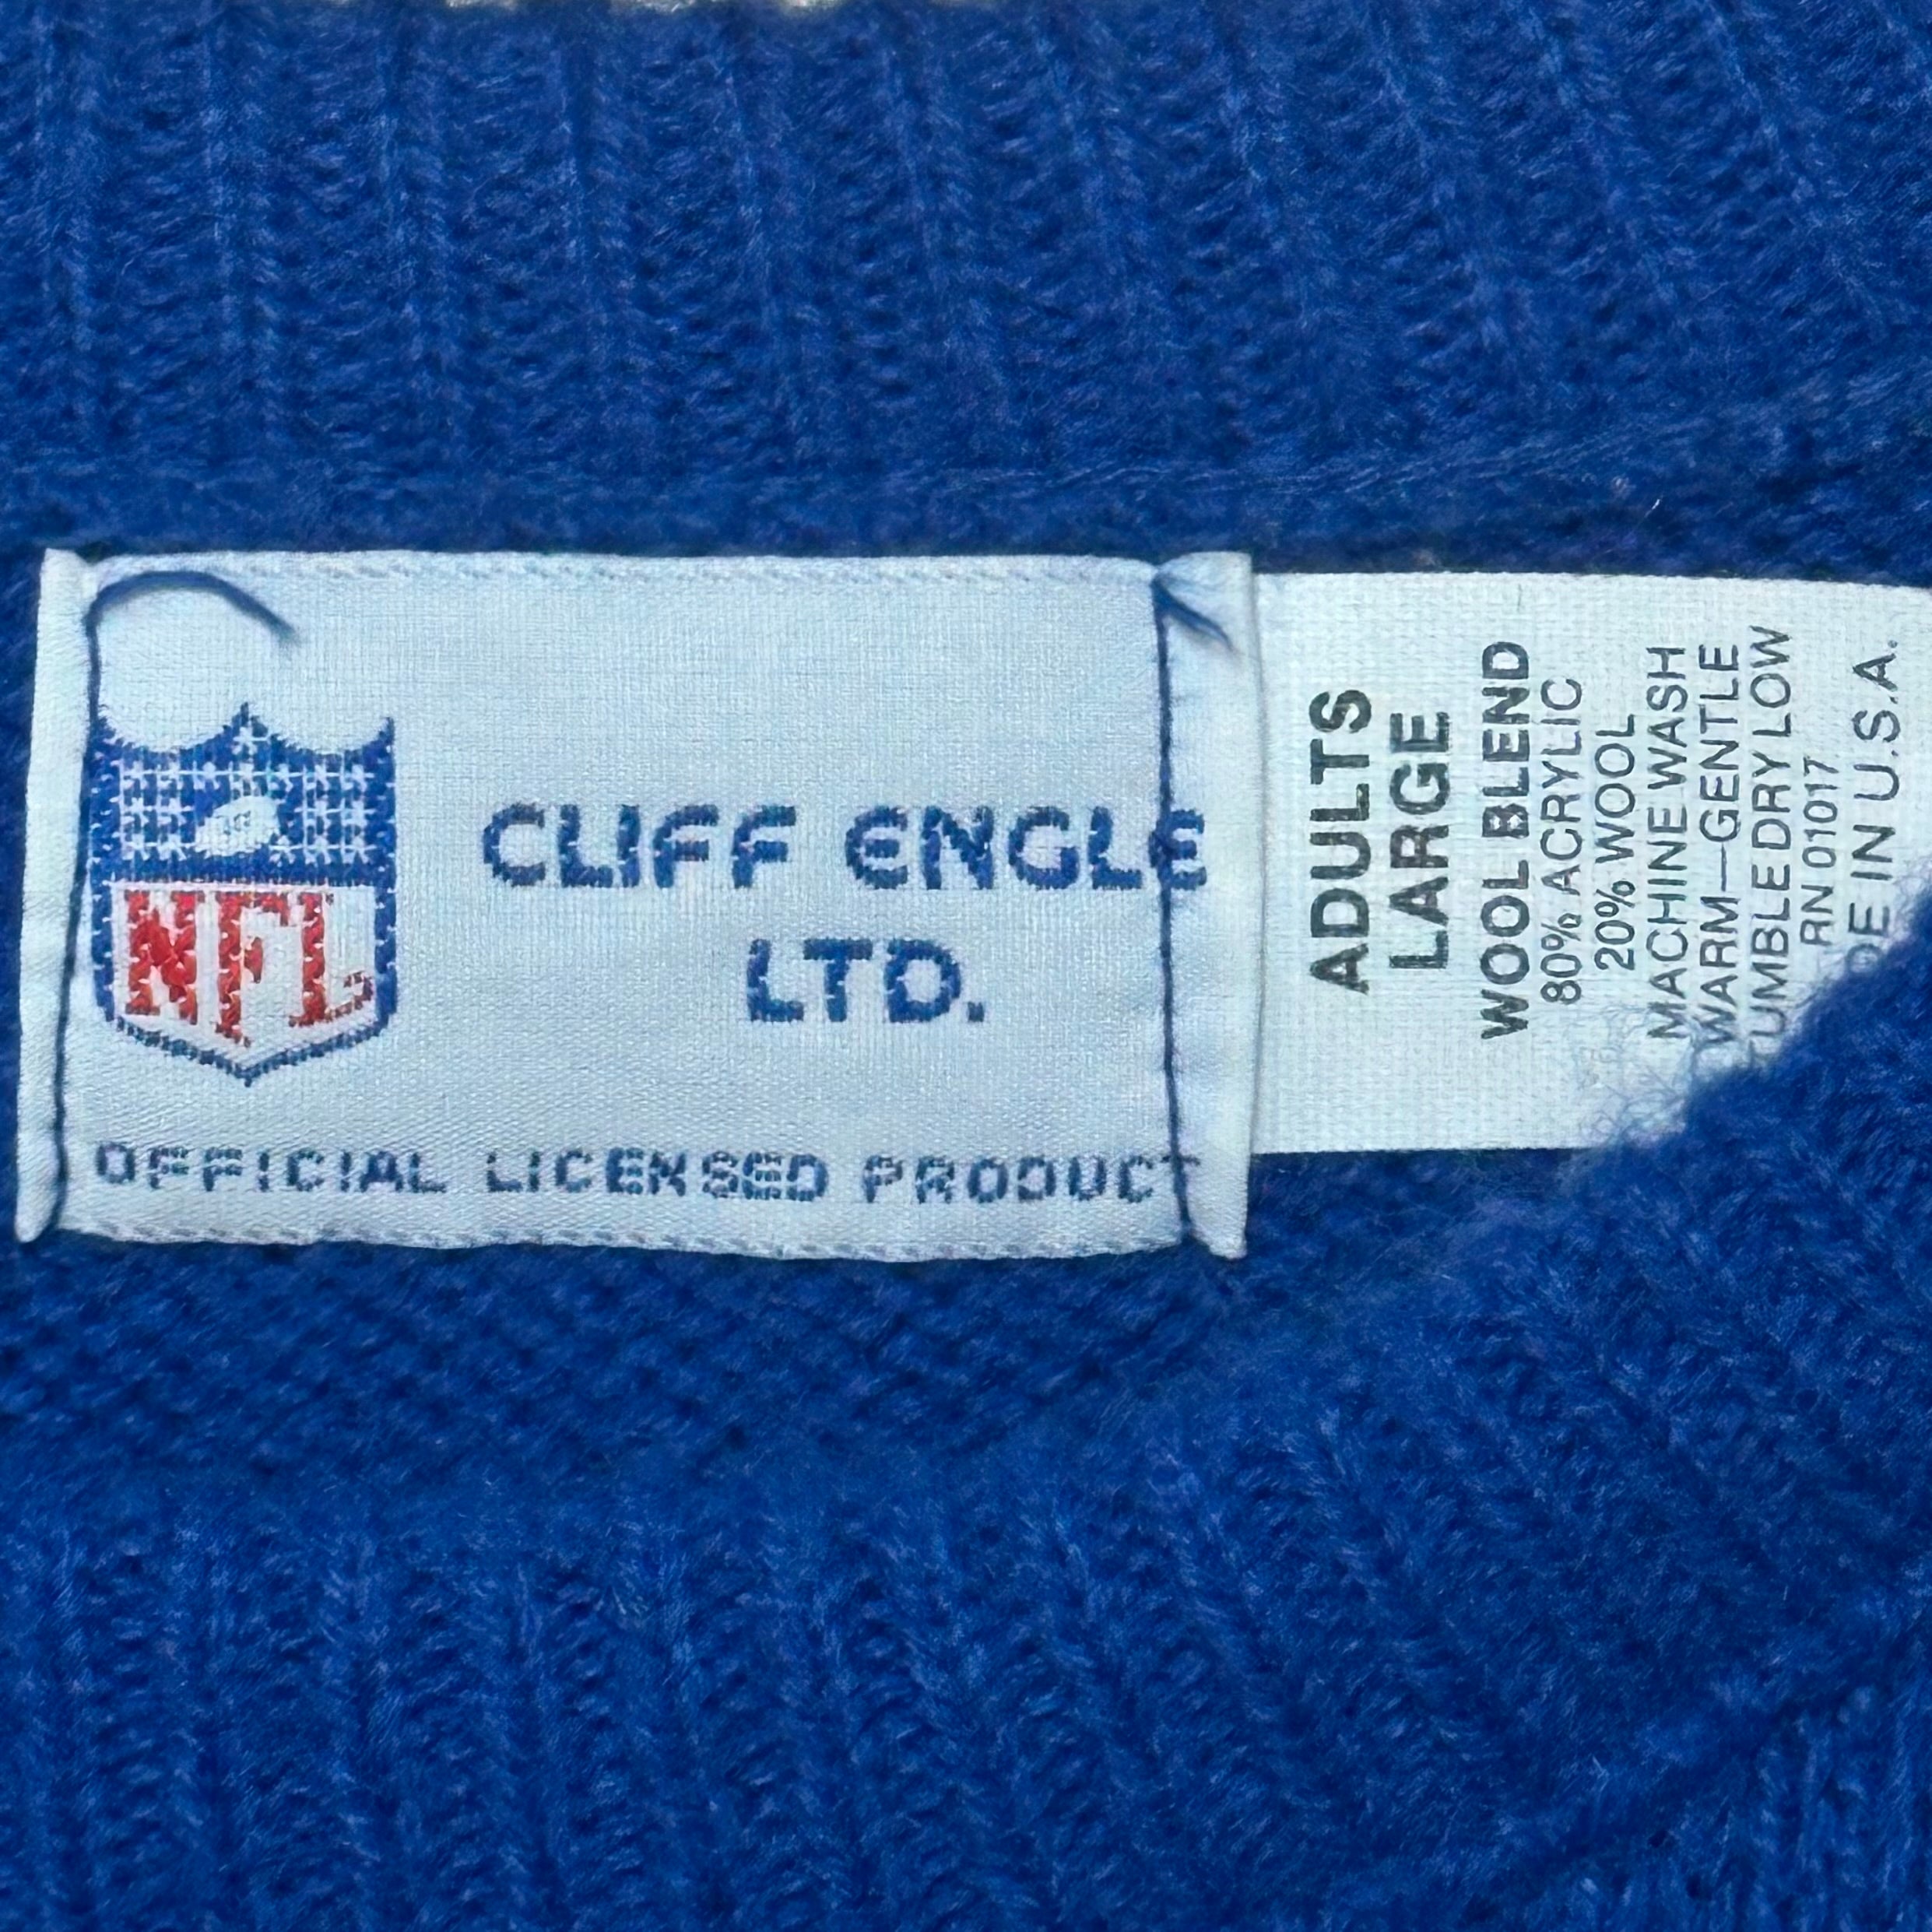 NFL
CLIFF ENGLE
LTD.
OFFICIAL LICENSED PRODUCT
ADULTS
LARGE
WOOL BLEND
80% ACRYLIC
20% WOOL
MACHINE WASH
WARM—GENTLE
UMBLE DRY LOW
RN 01017
DE IN U.S.A.